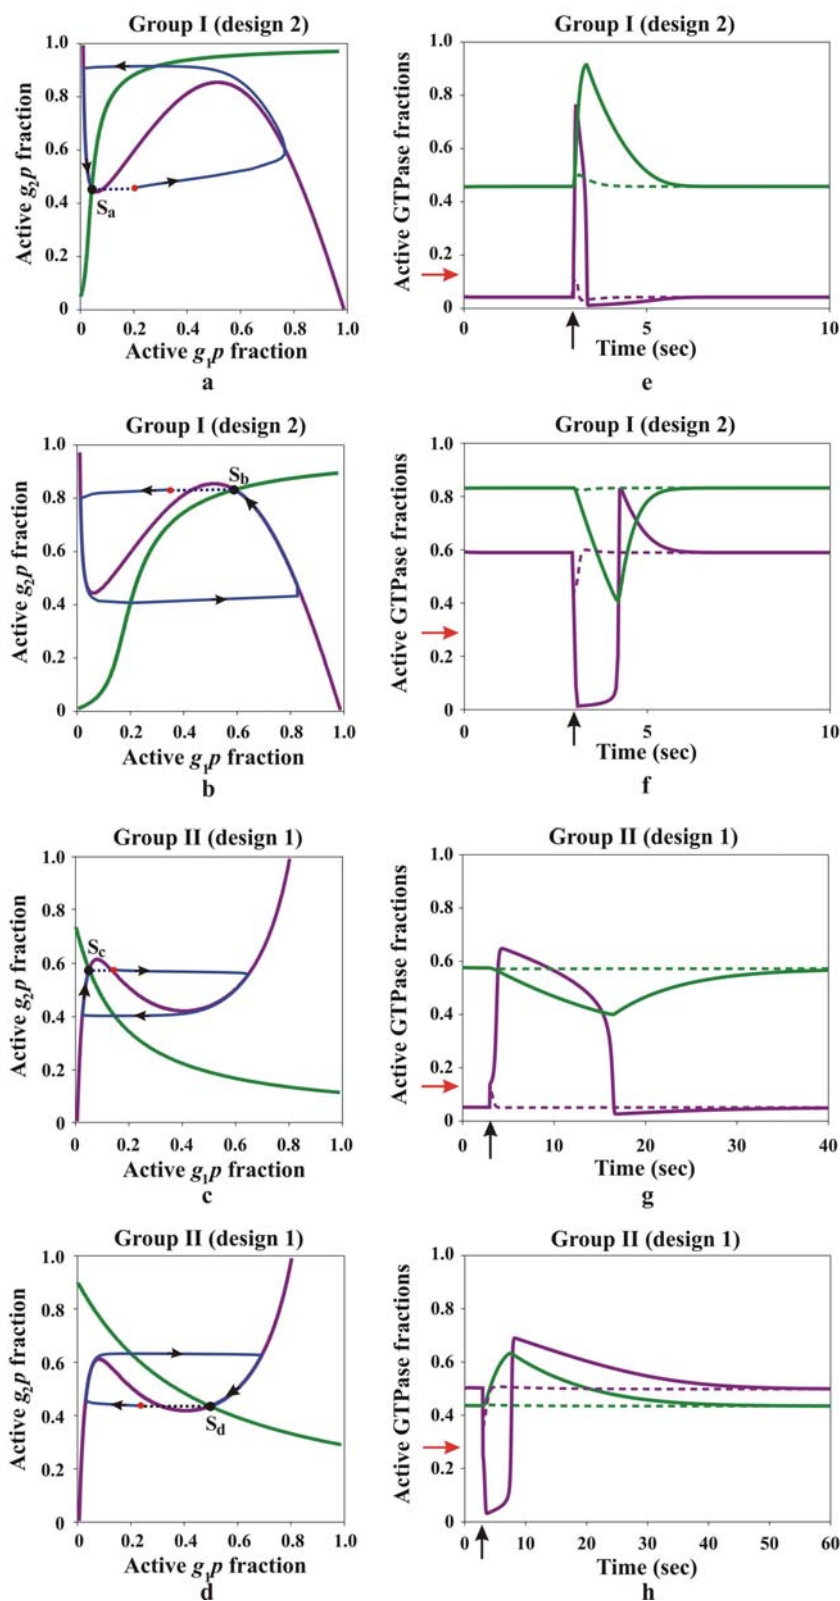 Group I (design 2)
Active g₂p fraction
1.0
0.8
0.6
0.4
0.2
0
Sₐ
0 0.2 0.4 0.6 0.8 1.0
Active g₁p fraction
a
Group I (design 2)
Active GTPase fractions
1.0
0.8
0.6
0.4
0.2
0
0 5 10
Time (sec)
e
Group I (design 2)
Active g₂p fraction
1.0
0.8
0.6
0.4
0.2
0
S_b
0 0.2 0.4 0.6 0.8 1.0
Active g₁p fraction
b
Group I (design 2)
Active GTPase fractions
1.0
0.8
0.6
0.4
0.2
0
0 5 10
Time (sec)
f
Group II (design 1)
Active g₂p fraction
1.0
0.8
0.6
0.4
0.2
0
S_c
0 0.2 0.4 0.6 0.8 1.0
Active g₁p fraction
c
Group II (design 1)
Active GTPase fractions
1.0
0.8
0.6
0.4
0.2
0
0 10 20 30 40
Time (sec)
g
Group II (design 1)
Active g₂p fraction
1.0
0.8
0.6
0.4
0.2
0
S_d
0 0.2 0.4 0.6 0.8 1.0
Active g₁p fraction
d
Group II (design 1)
Active GTPase fractions
1.0
0.8
0.6
0.4
0.2
0
0 20 40 60
Time (sec)
h